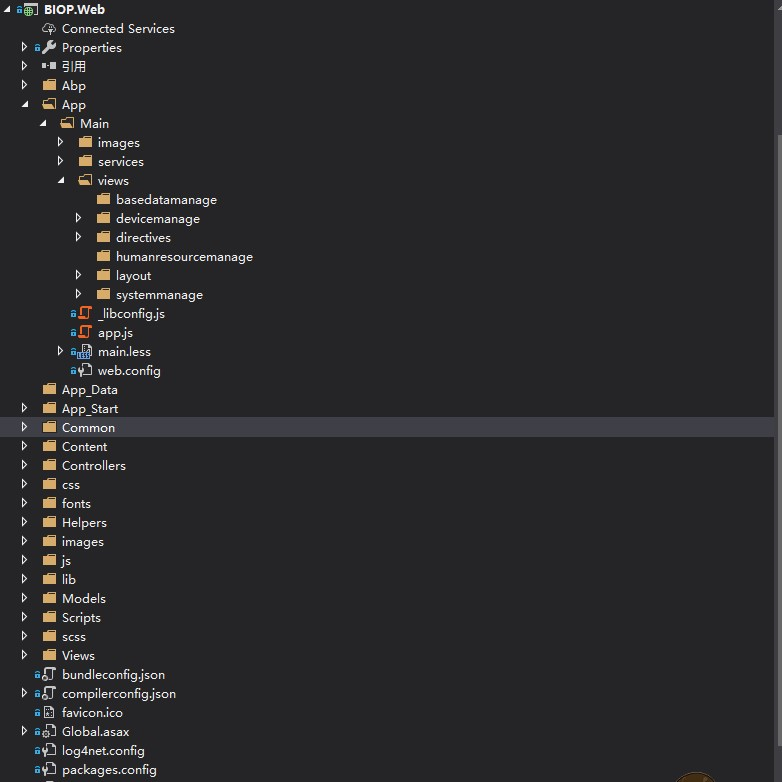 BIOP.Web
Connected Services
Properties
引用
Abp
App
Main
images
services
views
basedatamanage
devicemanage
directives
humanresourcemanage
layout
systemmanage
_libconfig.js
app.js
main.less
web.config
App_Data
App_Start
Common
Content
Controllers
css
fonts
Helpers
images
js
lib
Models
Scripts
scss
Views
bundleconfig.json
compilerconfig.json
favicon.ico
Global.asax
log4net.config
packages.config